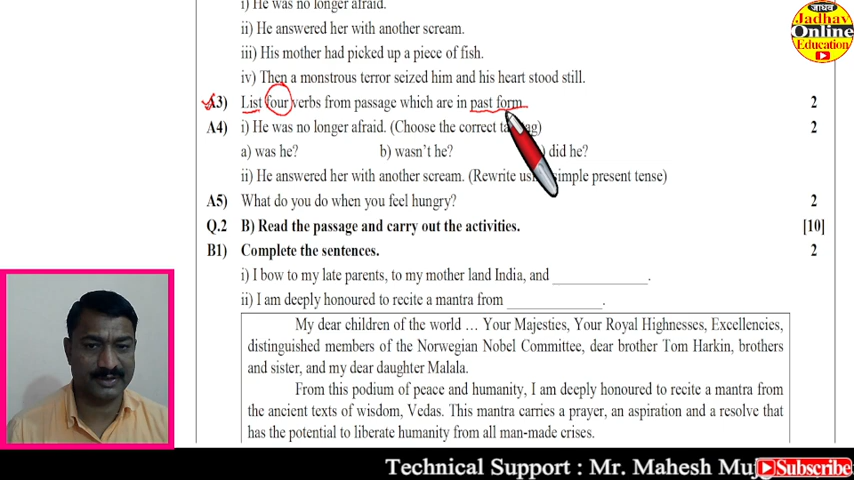 i) He was no longer afraid.
ii) He answered her with another scream.
iii) His mother had picked up a piece of fish.
iv) Then a monstrous terror seized him and his heart stood still.
A3) List four verbs from passage which are in past form 2
A4) i) He was no longer afraid. (Choose the correct 2
a) was he? b) wasn't he? did he?
ii) He answered her with another scream. (Rewrite simple present tense)
A5) What do you do when you feel hungry? 2
Q.2 B) Read the passage and carry out the activities. [10]
B1) Complete the sentences. 2
i) I bow to my late parents, to my mother land India, and ______________.
ii) I am deeply honoured to recite a mantra from ______________.
My dear children of the world ... Your Majesties, Your Royal Highnesses, Excellencies,
distinguished members of the Norwegian Nobel Committee, dear brother Tom Harkin, brothers
and sister, and my dear daughter Malala.
From this podium of peace and humanity, I am deeply honoured to recite a mantra from
the ancient texts of wisdom, Vedas. This mantra carries a prayer, an aspiration and a resolve that
has the potential to liberate humanity from all man-made crises.
जाधव
Jadhav
Online
Education
Technical Support : Mr. Mahesh
Subscribe